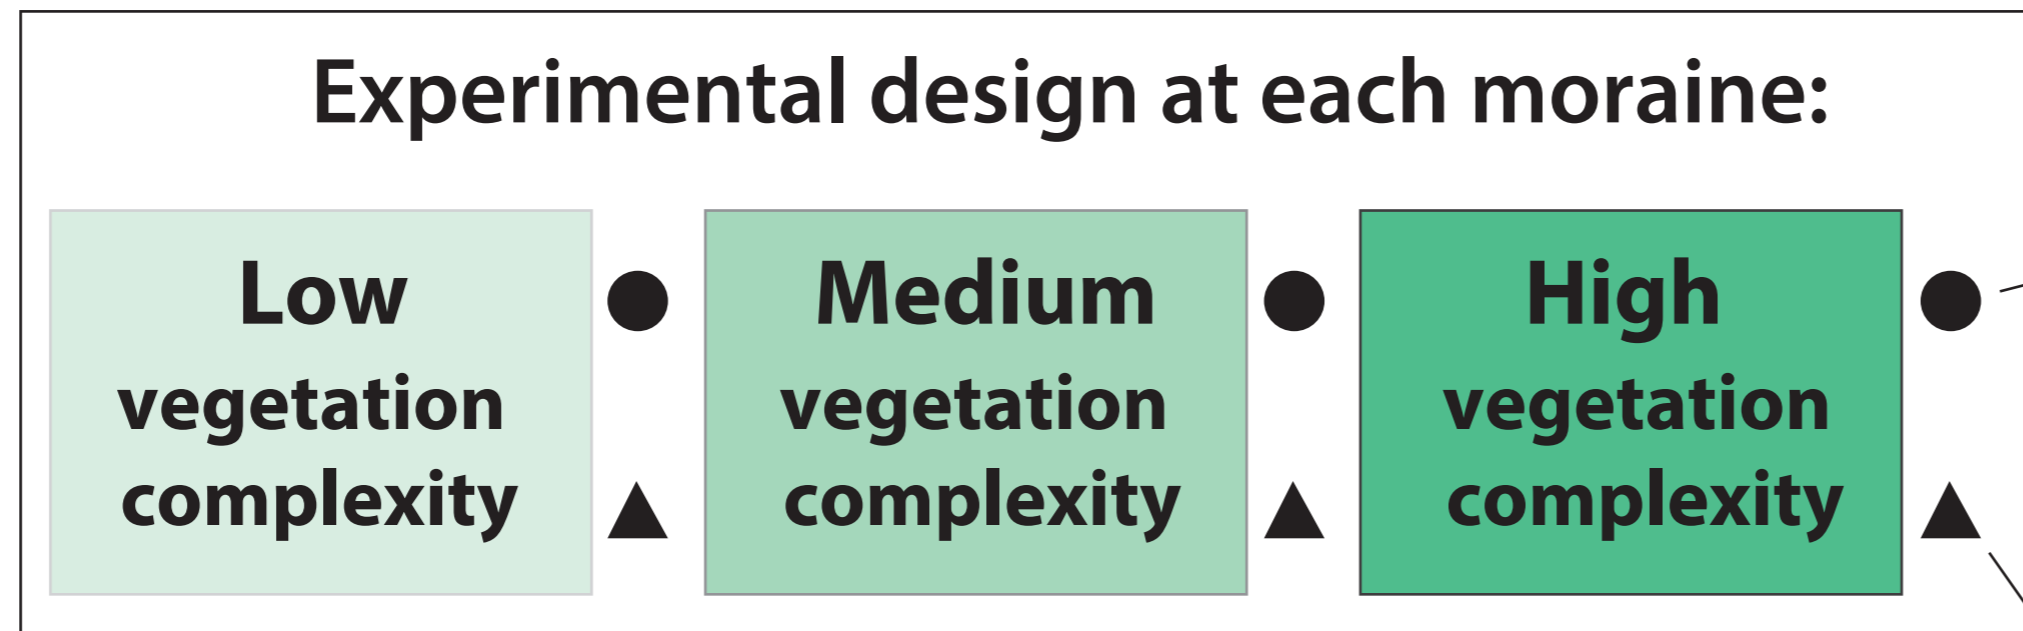 Experimental design at each moraine:
Low
vegetation
complexity
Medium
vegetation
complexity
High
vegetation
complexity